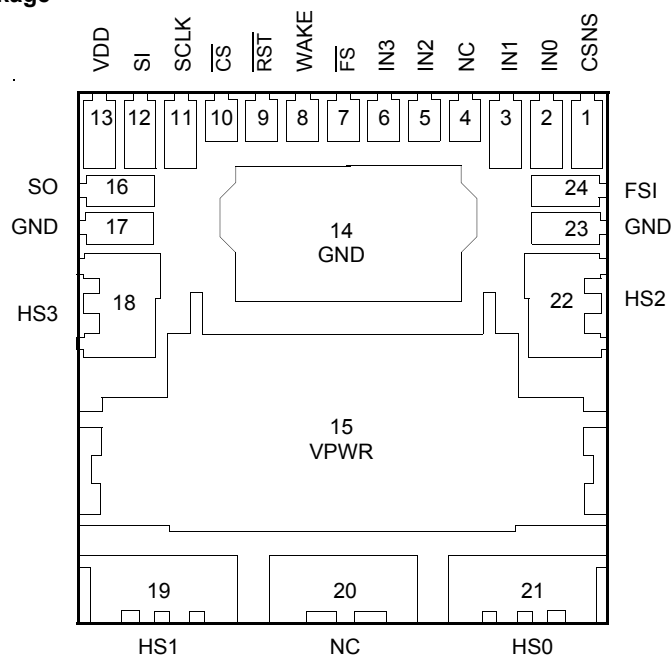 VDD SI SCLK CS RST WAKE FS IN3 IN2 NC IN1 IN0 CSNS
13 12 11 10 9 8 7 6 5 4 3 2 1
SO 16 24 FSI
GND 17 23 GND
14
GND
HS3 18 22 HS2
15
VPWR
19 20 21
HS1 NC HS0